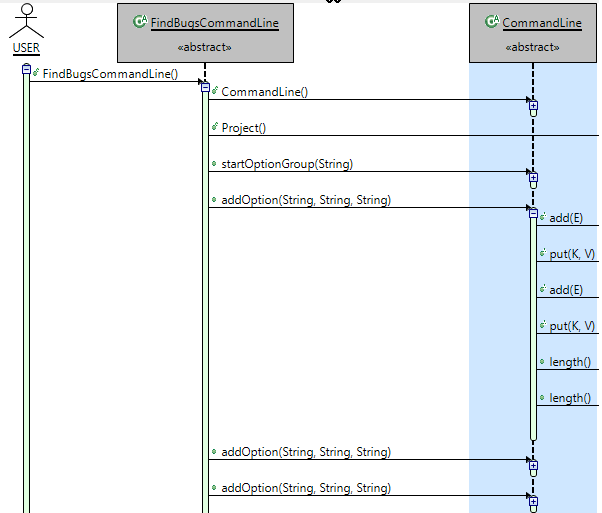 USER
FindBugsCommandLine
«abstract»
CommandLine
«abstract»
FindBugsCommandLine()
CommandLine()
Project()
startOptionGroup(String)
addOption(String, String, String)
add(E)
put(K, V)
add(E)
put(K, V)
length()
length()
addOption(String, String, String)
addOption(String, String, String)